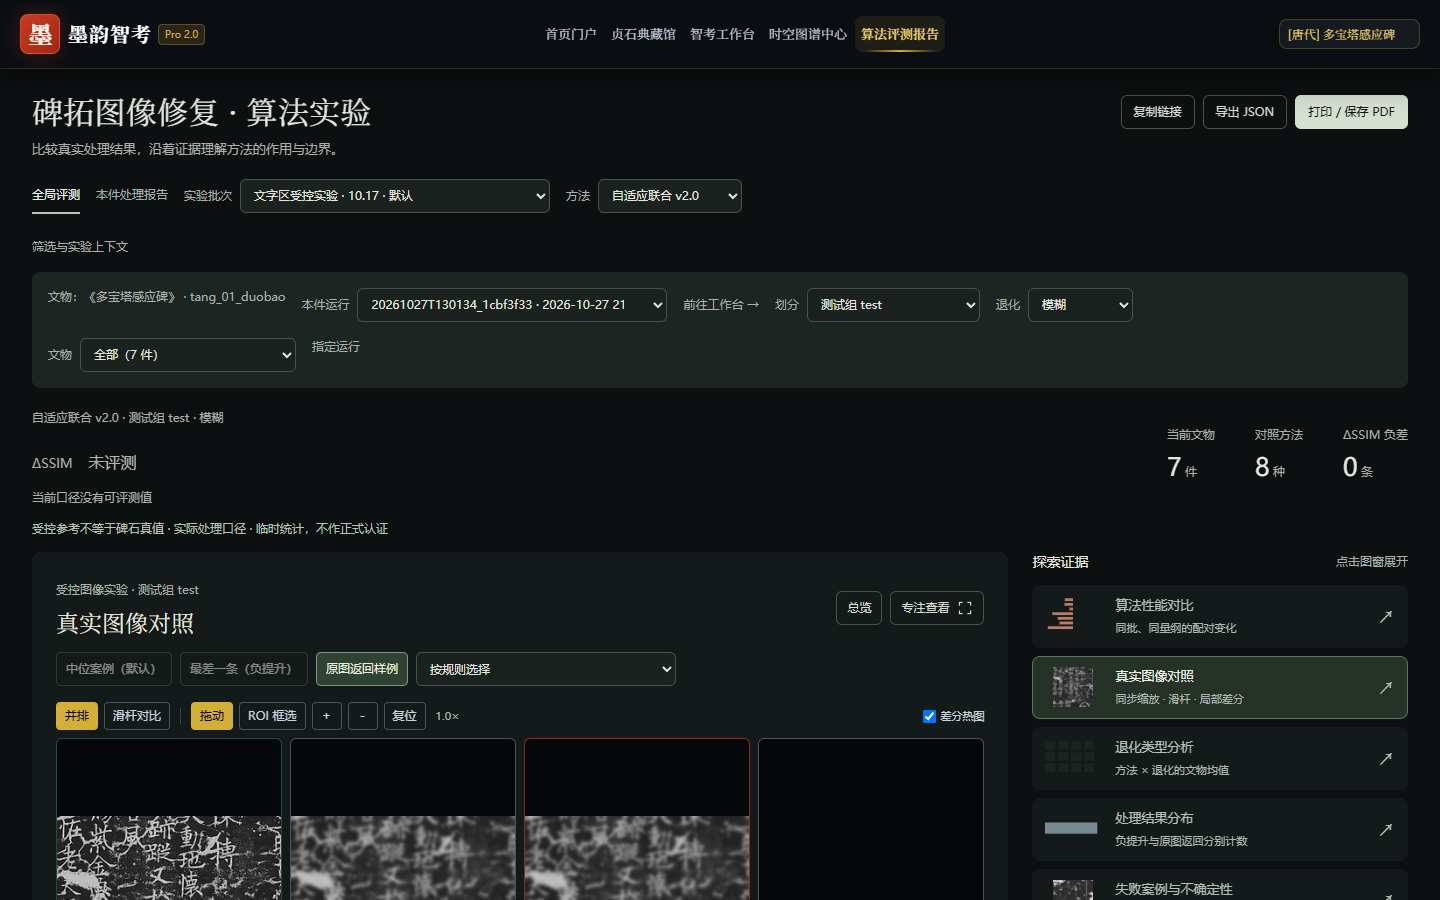 墨 墨韵智考 Pro 2.0
首页门户 贞石典藏馆 智考工作台 时空图谱中心 算法评测报告
[唐代] 多宝塔感应碑
碑拓图像修复 · 算法实验
复制链接 导出 JSON 打印 / 保存 PDF
比较真实处理结果，沿着证据理解方法的作用与边界。
全局评测 本件处理报告 实验批次 文字区受控实验 · 10.17 · 默认 方法 自适应联合 v2.0
筛选与实验上下文
文物：《多宝塔感应碑》 · tang_01_duobao 本件运行 20261027T130134_1cbf3f33 · 2026-10-27 21 前往工作台 → 划分 测试组 test 退化 模糊
文物 全部（7 件） 指定运行
自适应联合 v2.0 · 测试组 test · 模糊
ΔSSIM 未评测
当前口径没有可评测值
受控参考不等于碑石真值 · 实际处理口径 · 临时统计，不作正式认证
当前文物 对照方法 ΔSSIM 负差
7 件 8 种 0 条
受控图像实验 · 测试组 test
真实图像对照
总览 专注查看
中位案例（默认） 最差一条（负提升） 原图返回样例 按规则选择
并排 滑杆对比 拖动 ROI 框选 + - 复位 1.0× 差分热图
探索证据 点击图窗展开
算法性能对比
同批、同量纲的配对变化
真实图像对照
同步缩放 · 滑杆 · 局部差分
退化类型分析
方法 × 退化的文物均值
处理结果分布
负提升与原图返回分别计数
失败案例与不确定性